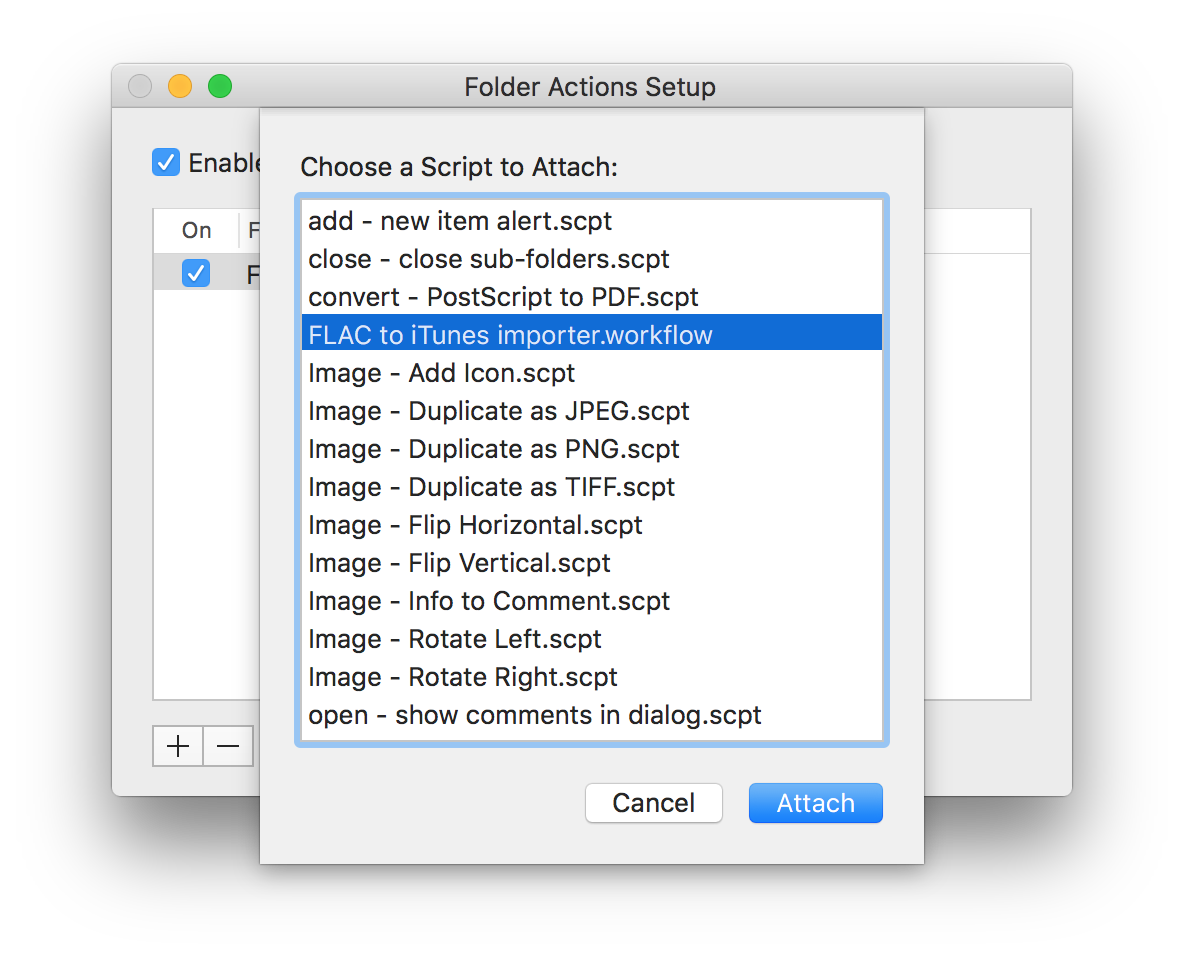 Folder Actions Setup
Choose a Script to Attach:
add - new item alert.scpt
close - close sub-folders.scpt
convert - PostScript to PDF.scpt
FLAC to iTunes importer.workflow
Image - Add Icon.scpt
Image - Duplicate as JPEG.scpt
Image - Duplicate as PNG.scpt
Image - Duplicate as TIFF.scpt
Image - Flip Horizontal.scpt
Image - Flip Vertical.scpt
Image - Info to Comment.scpt
Image - Rotate Left.scpt
Image - Rotate Right.scpt
open - show comments in dialog.scpt
Cancel
Attach
Enable
On
F
F